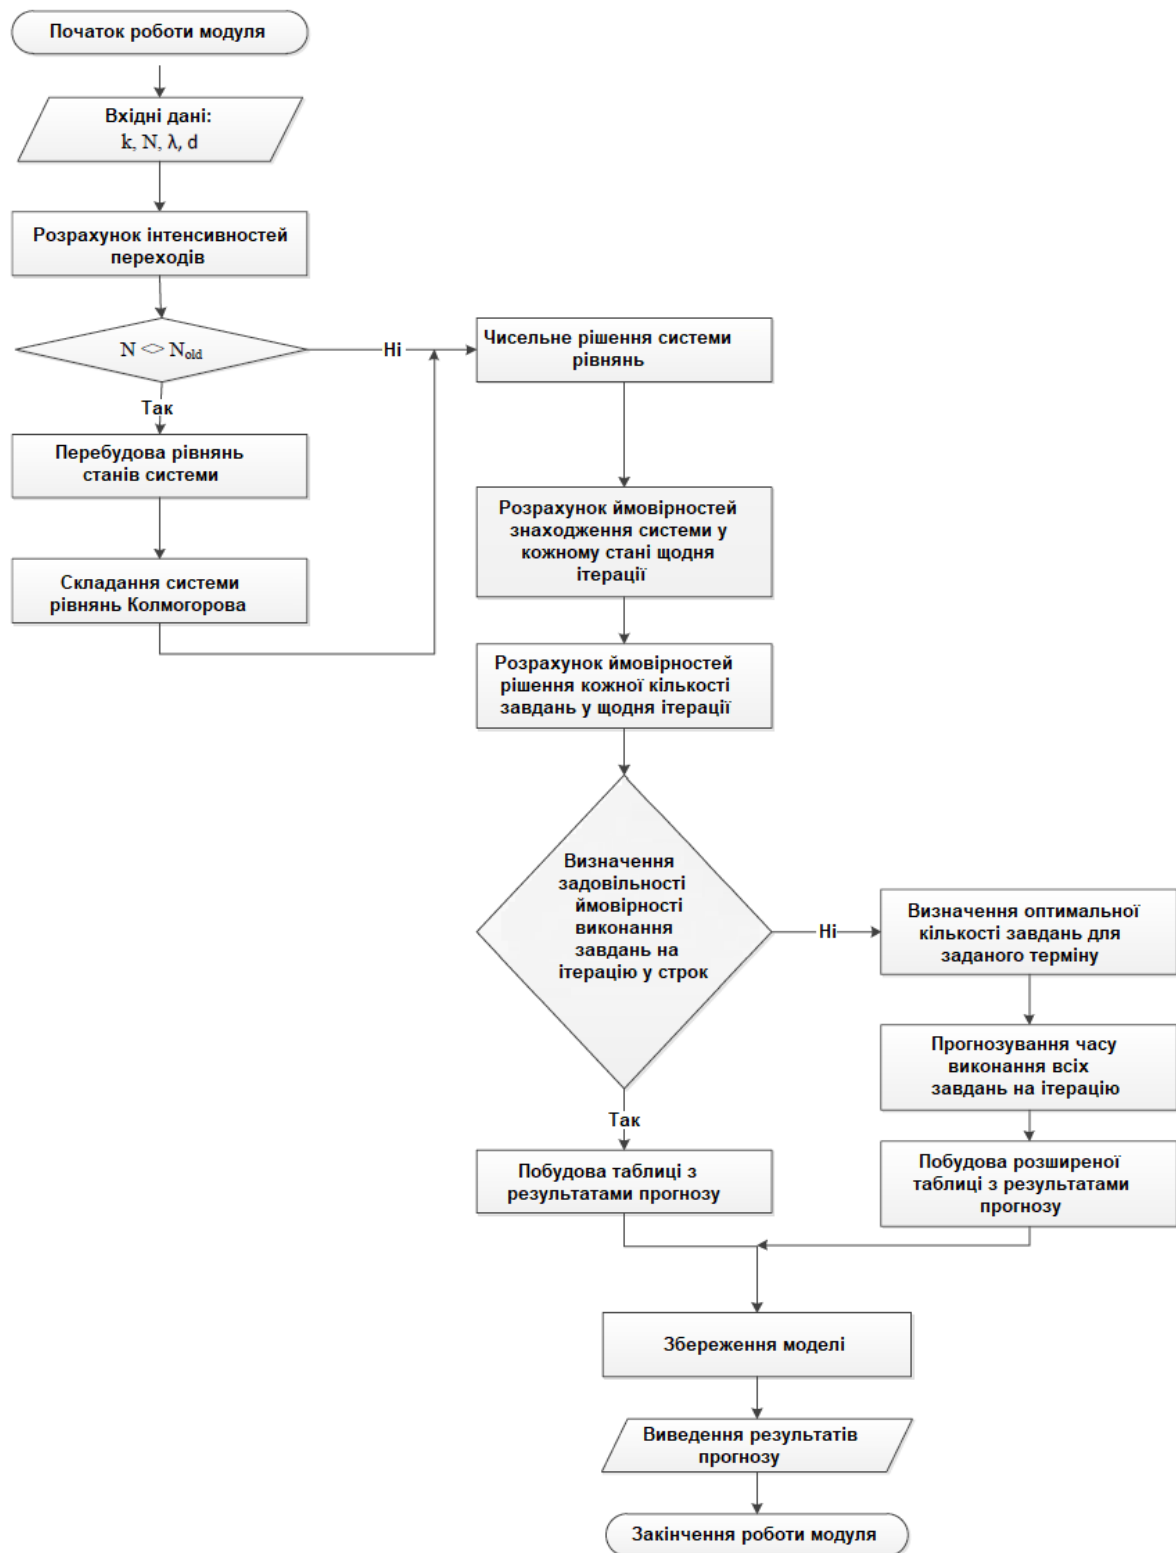 Початок роботи модуля
Вхідні дані:
k, N, λ, d
Розрахунок інтенсивностей
переходів
N <> Nold
Ні
Так
Перебудова рівнянь
станів системи
Складання системи
рівнянь Колмогорова
Чисельне рішення системи
рівнянь
Розрахунок ймовірностей
знаходження системи у
кожному стані щодня
ітерації
Розрахунок ймовірностей
рішення кожної кількості
завдань у щодня ітерації
Визначення
задовільності
ймовірності
виконання
завдань на
ітерацію у строк
Ні
Визначення оптимальної
кількості завдань для
заданого терміну
Прогнозування часу
виконання всіх
завдань на ітерацію
Побудова розширеної
таблиці з результатами
прогнозу
Так
Побудова таблиці з
результатами прогнозу
Збереження моделі
Виведення результатів
прогнозу
Закінчення роботи модуля